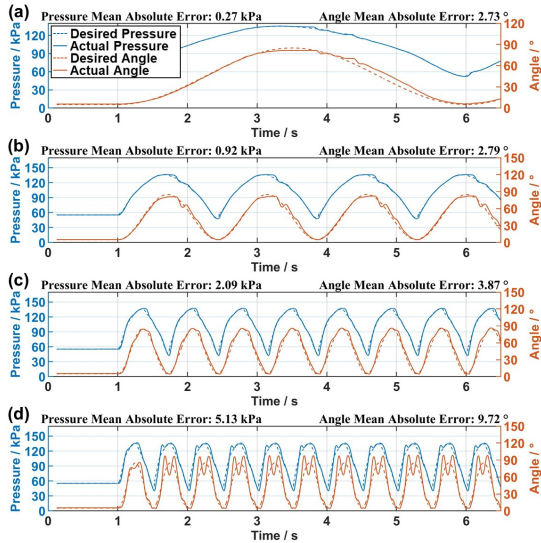 (a) Pressure Mean Absolute Error: 0.27 kPa Angle Mean Absolute Error: 2.73 °
Desired Pressure
Actual Pressure
Desired Angle
Actual Angle
Pressure / kPa
120
90
60
30
0
120
90
60
30
0
Angle / °
0 1 2 3 4 5 6
Time / s
(b) Pressure Mean Absolute Error: 0.92 kPa Angle Mean Absolute Error: 2.79 °
Pressure / kPa
150
120
90
60
30
0
150
120
90
60
30
0
Angle / °
0 1 2 3 4 5 6
Time / s
(c) Pressure Mean Absolute Error: 2.09 kPa Angle Mean Absolute Error: 3.87 °
Pressure / kPa
150
120
90
60
30
0
150
120
90
60
30
0
Angle / °
0 1 2 3 4 5 6
Time / s
(d) Pressure Mean Absolute Error: 5.13 kPa Angle Mean Absolute Error: 9.72 °
Pressure / kPa
150
120
90
60
30
0
150
120
90
60
30
0
Angle / °
0 1 2 3 4 5 6
Time / s